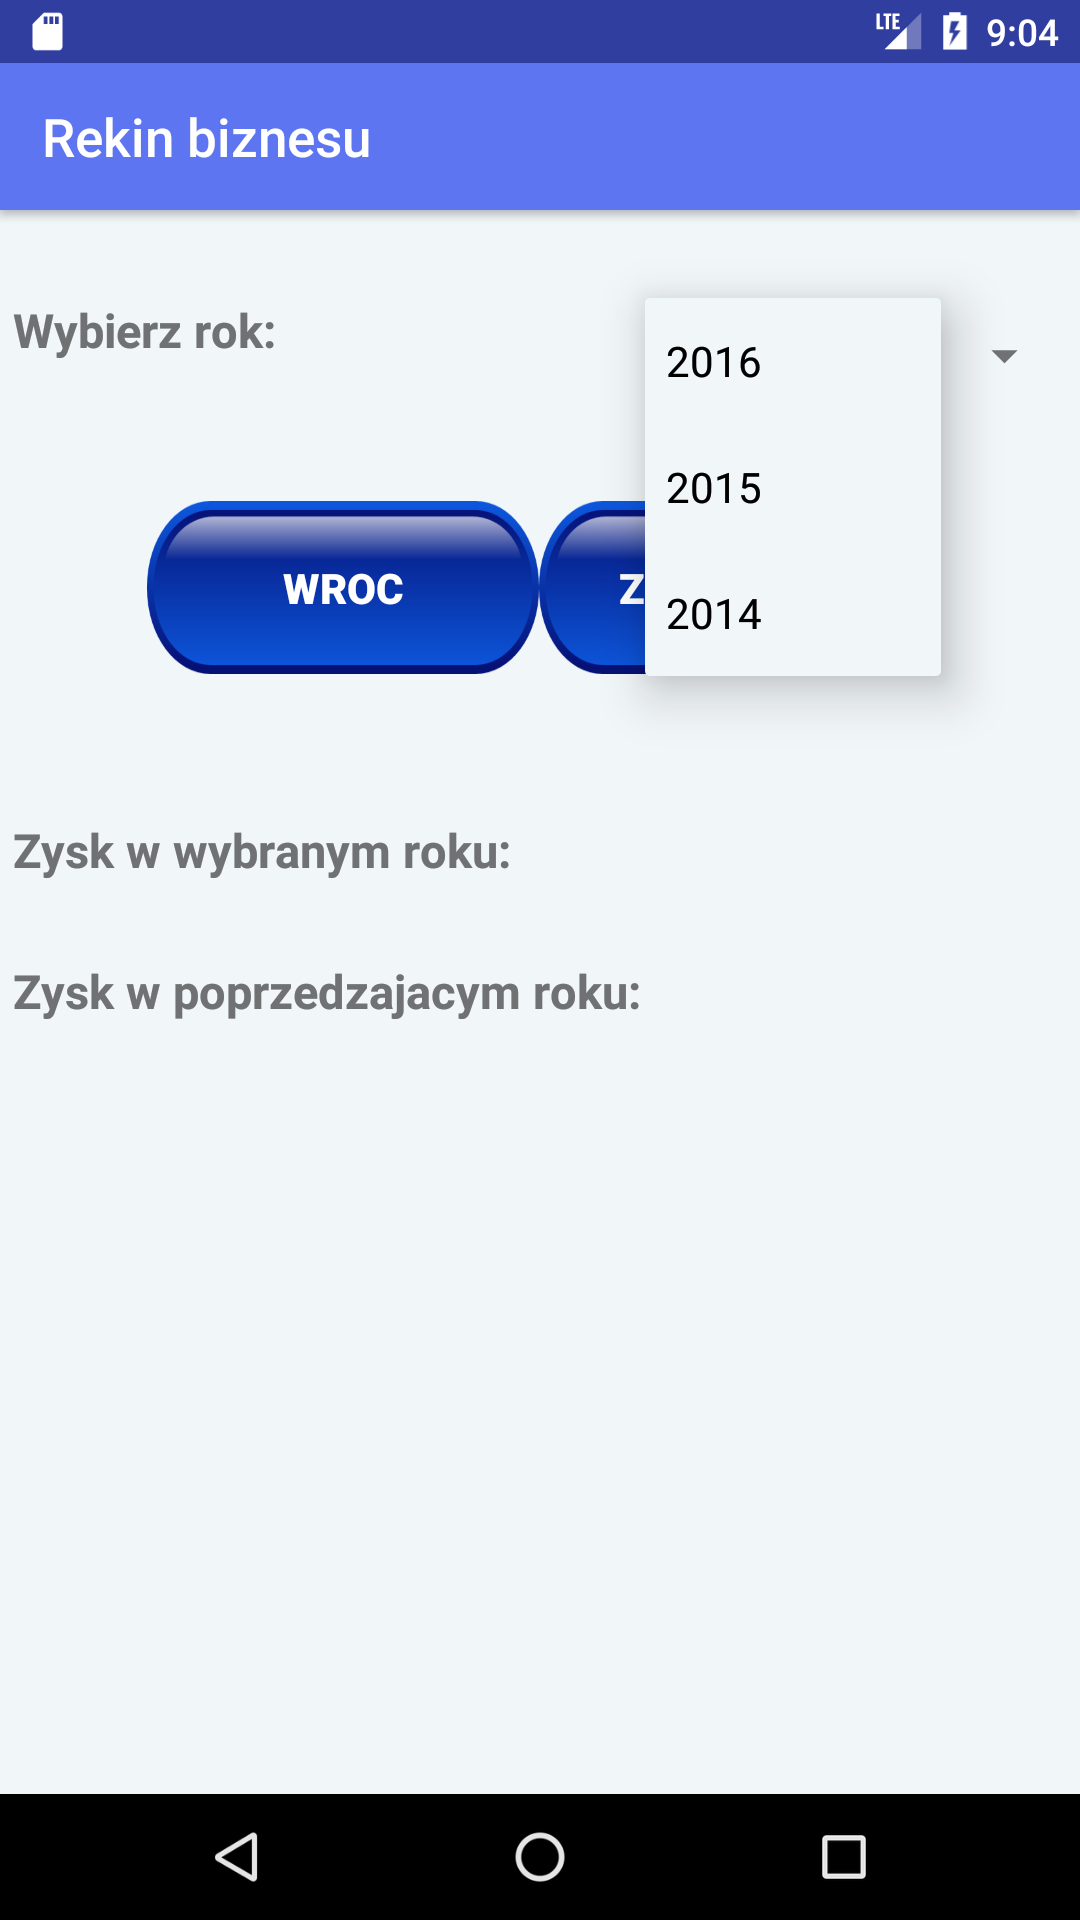 LTE 9:04
Rekin biznesu
Wybierz rok:
2016
2015
2014
WROC
Zysk w wybranym roku:
Zysk w poprzedzajacym roku: